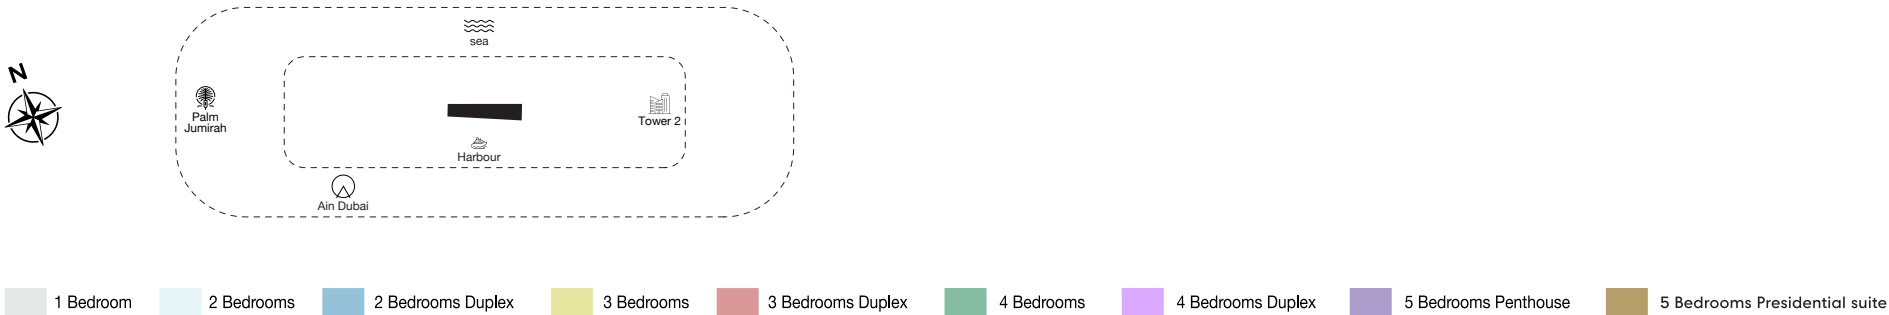 sea
N
Palm
Jumirah
Tower 2
Harbour
Ain Dubai
1 Bedroom
2 Bedrooms
2 Bedrooms Duplex
3 Bedrooms
3 Bedrooms Duplex
4 Bedrooms
4 Bedrooms Duplex
5 Bedrooms Penthouse
5 Bedrooms Presidential suite